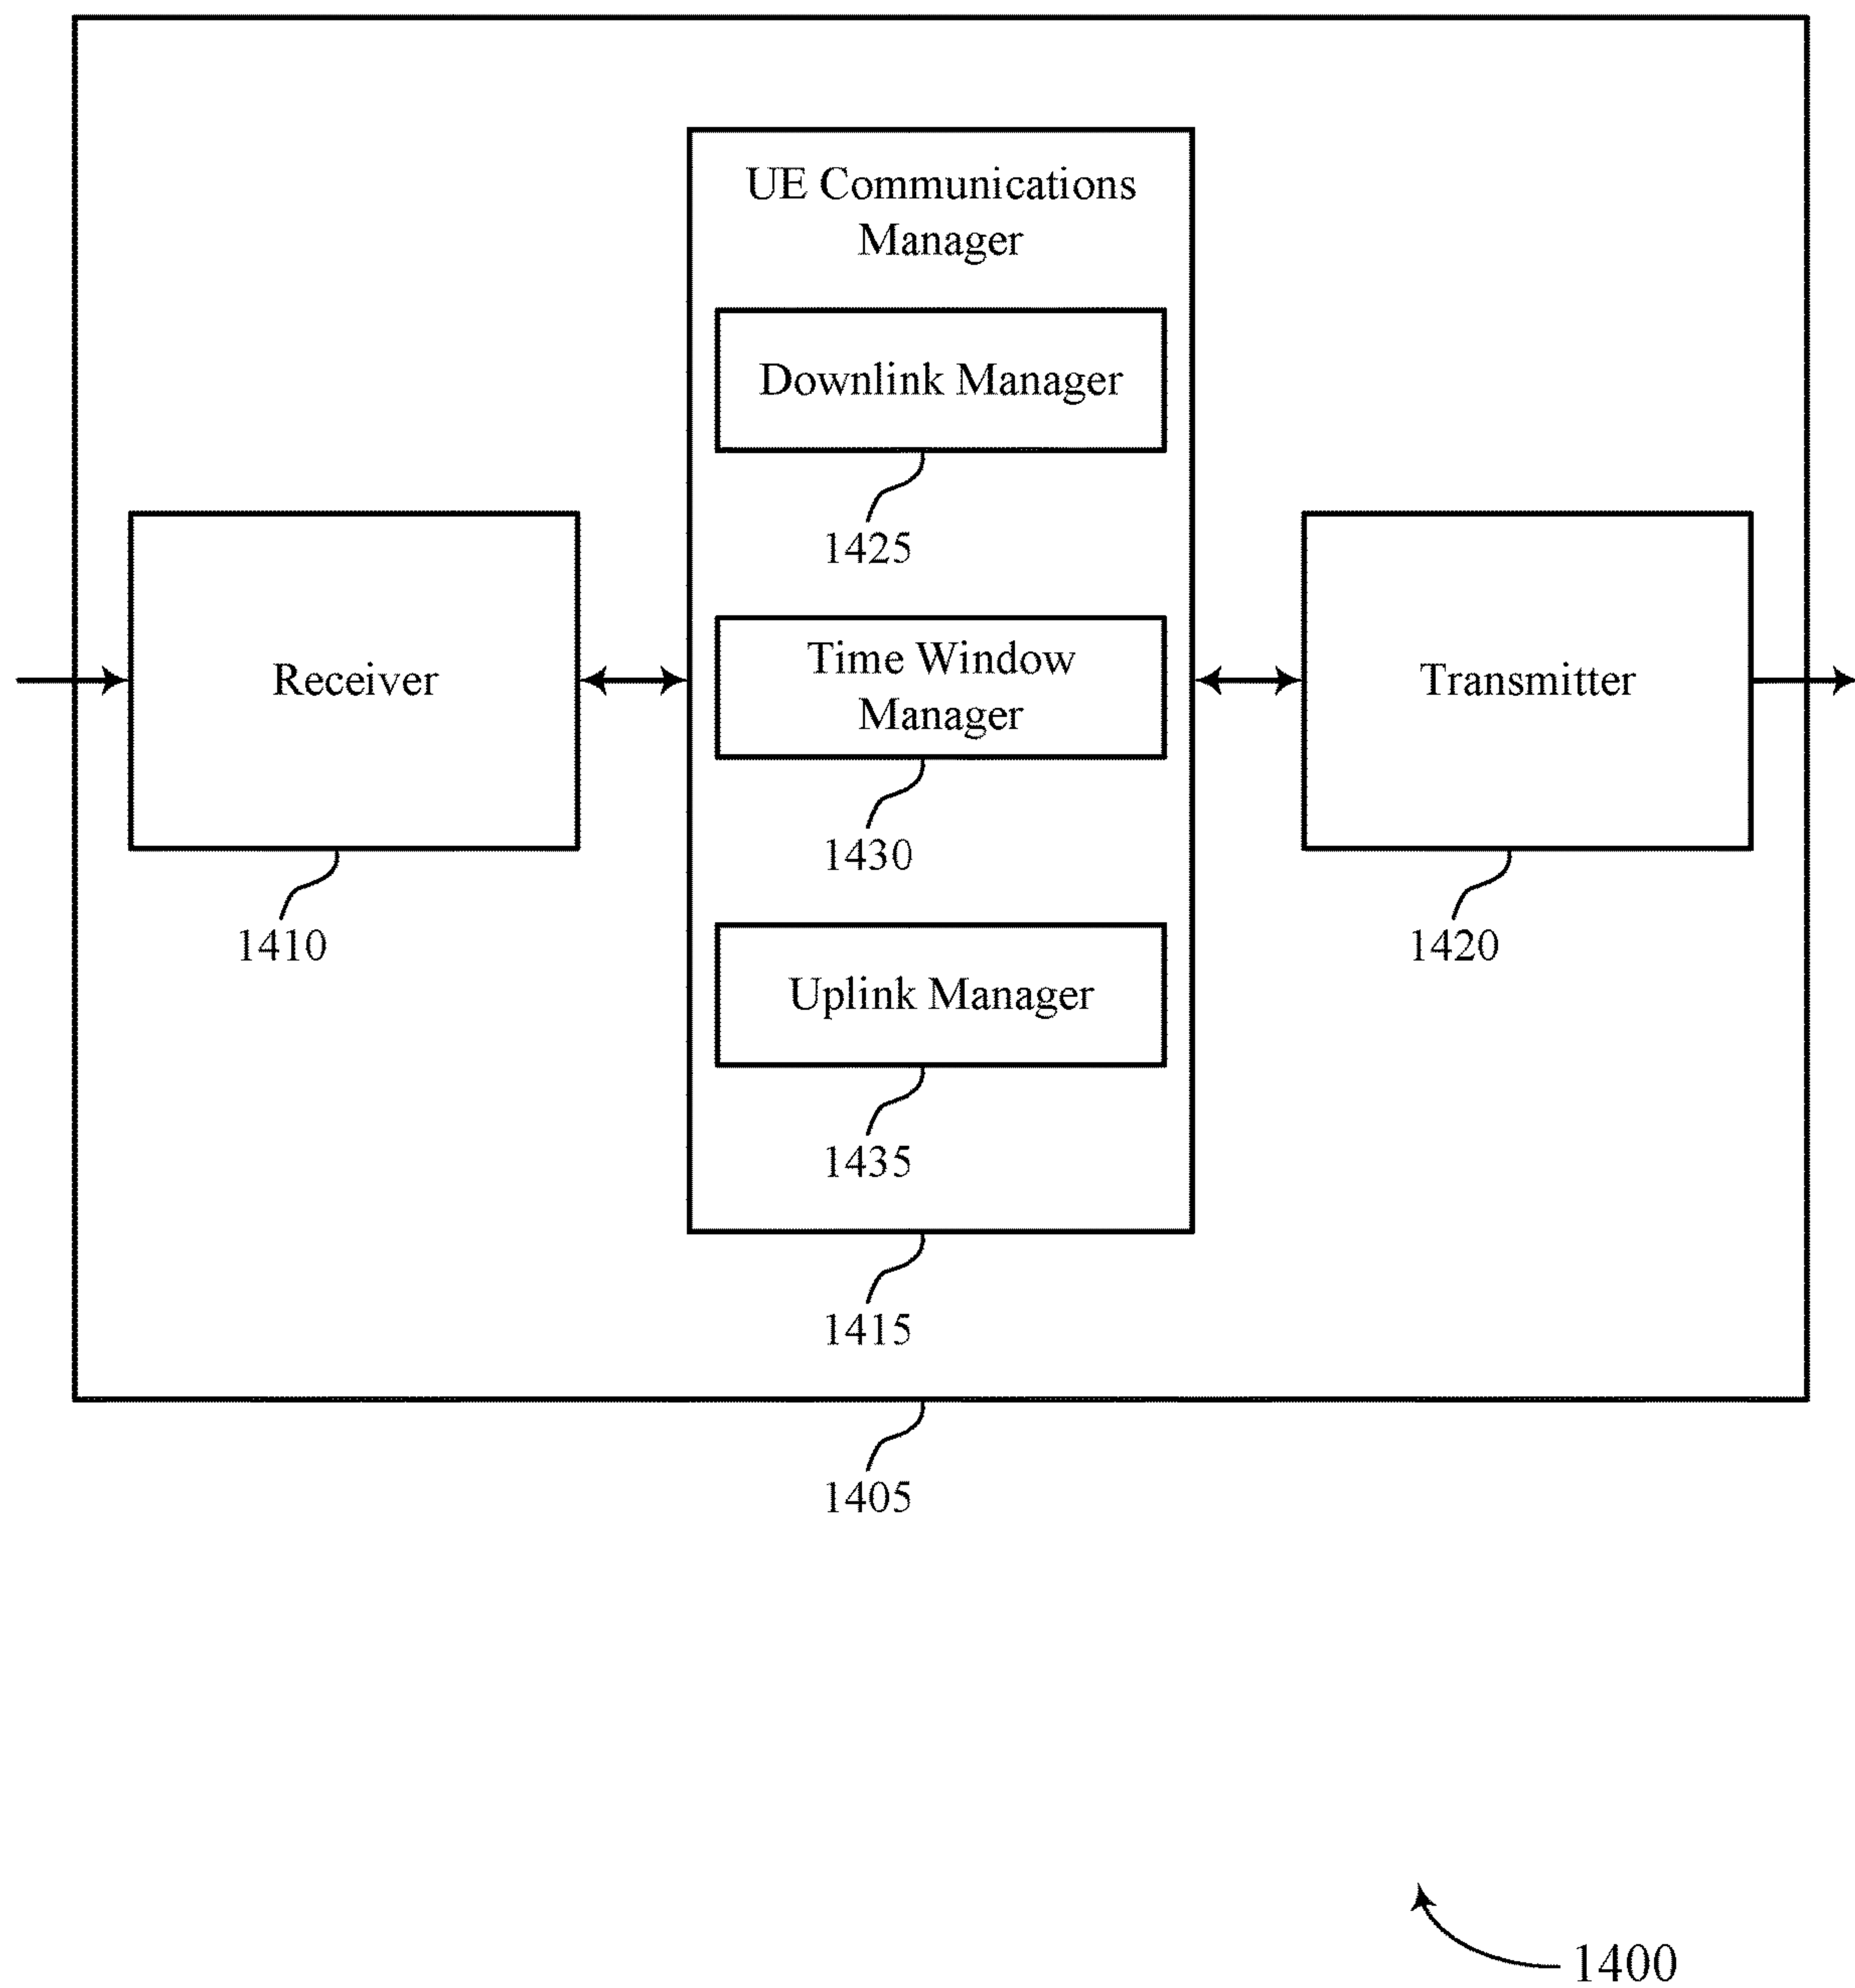 UE Communications
Manager
Downlink Manager
1425
Receiver
1410
Time Window
Manager
1430
Transmitter
1420
Uplink Manager
1435
1415
1405
1400